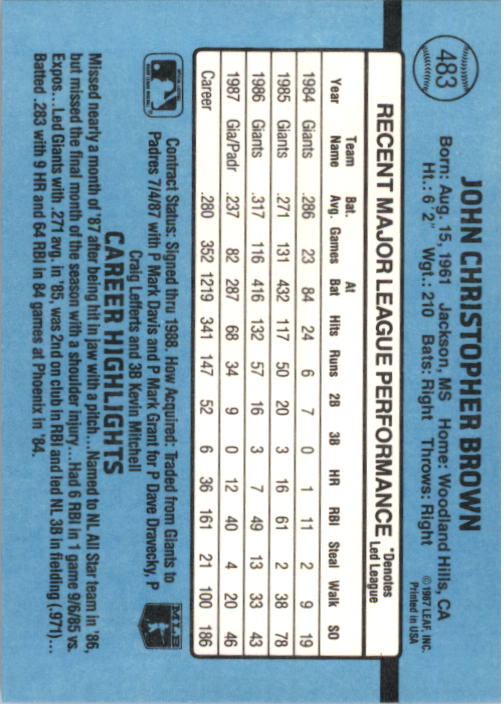 483
JOHN CHRISTOPHER BROWN
Born: Aug. 15, 1961 Jackson, MS Home: Woodland Hills, CA
Ht.: 6' 2" Wgt.: 210 Bats: Right Throws: Right
© 1987 LEAF, INC.
Printed in USA
RECENT MAJOR LEAGUE PERFORMANCE *Denotes Led League
Year Team Name Bat. Avg. Games At Bat Hits Runs 2B 3B HR RBI Steal Walk SO
1984 Giants .286 23 84 24 6 7 0 1 11 2 9 19
1985 Giants .271 131 432 117 50 20 3 16 61 2 38 78
1986 Giants .317 116 416 132 57 16 3 7 49 13 33 43
1987 Gia/Padr .237 82 287 68 34 9 0 12 40 4 20 46
Career .280 352 1219 341 147 52 6 36 161 21 100 186
Contract Status: Signed thru 1988. How Acquired: Traded from Giants to
Padres 7/4/87 with P Mark Davis and P Mark Grant for P Dave Dravecky, P
Craig Lefferts and 3B Kevin Mitchell
MLB
CAREER HIGHLIGHTS
Missed nearly a month of '87 after being hit in jaw with a pitch...Named to NL All Star team in '86,
but missed the final month of the season with a shoulder injury...Had 6 RBI in 1 game 9/6/85 vs.
Expos...Led Giants with .271 avg. in '85, was 2nd on club in RBI and led NL 3B in fielding (.971)...
Batted .283 with 9 HR and 64 RBI in 84 games at Phoenix in '84.